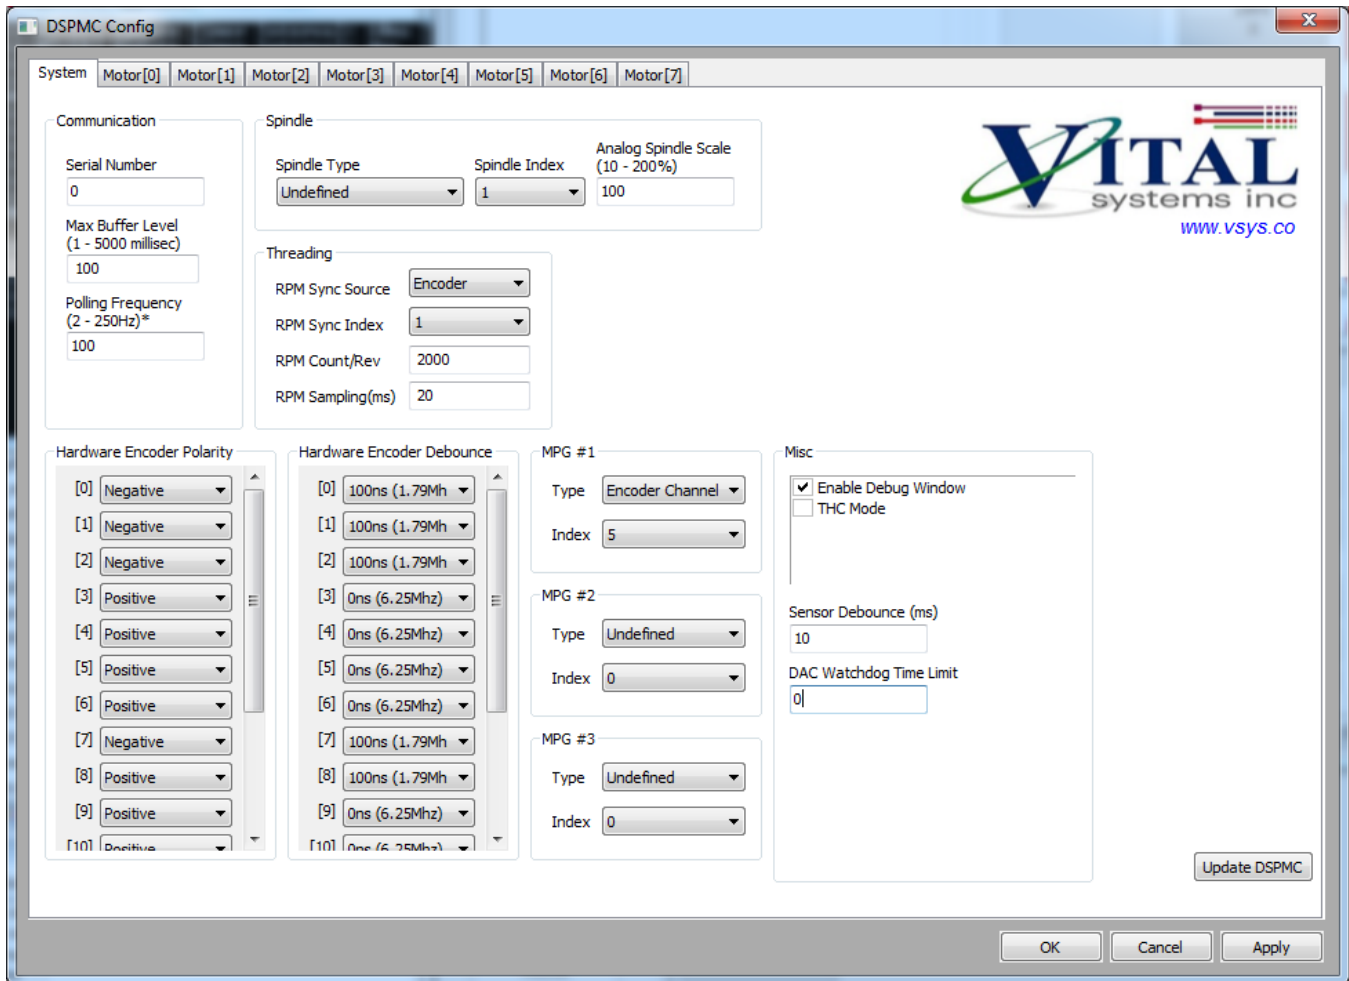 DSPMC Config
System Motor[0] Motor[1] Motor[2] Motor[3] Motor[4] Motor[5] Motor[6] Motor[7]
Communication
Serial Number
0
Max Buffer Level
(1 - 5000 millisec)
100
Polling Frequency
(2 - 250Hz)*
100
Spindle
Spindle Type
Undefined
Spindle Index
1
Analog Spindle Scale
(10 - 200%)
100
VITAL
systems inc
www.vsys.co
Threading
RPM Sync Source Encoder
RPM Sync Index 1
RPM Count/Rev 2000
RPM Sampling(ms) 20
Hardware Encoder Polarity
[0] Negative
[1] Negative
[2] Negative
[3] Positive
[4] Positive
[5] Positive
[6] Positive
[7] Negative
[8] Positive
[9] Positive
[10] Positive
Hardware Encoder Debounce
[0] 100ns (1.79Mh
[1] 100ns (1.79Mh
[2] 100ns (1.79Mh
[3] 0ns (6.25Mhz)
[4] 0ns (6.25Mhz)
[5] 0ns (6.25Mhz)
[6] 0ns (6.25Mhz)
[7] 100ns (1.79Mh
[8] 100ns (1.79Mh
[9] 0ns (6.25Mhz)
[10] 0ns (6.25Mhz)
MPG #1
Type Encoder Channel
Index 5
MPG #2
Type Undefined
Index 0
MPG #3
Type Undefined
Index 0
Misc
Enable Debug Window
THC Mode
Sensor Debounce (ms)
10
DAC Watchdog Time Limit
0
Update DSPMC
OK Cancel Apply